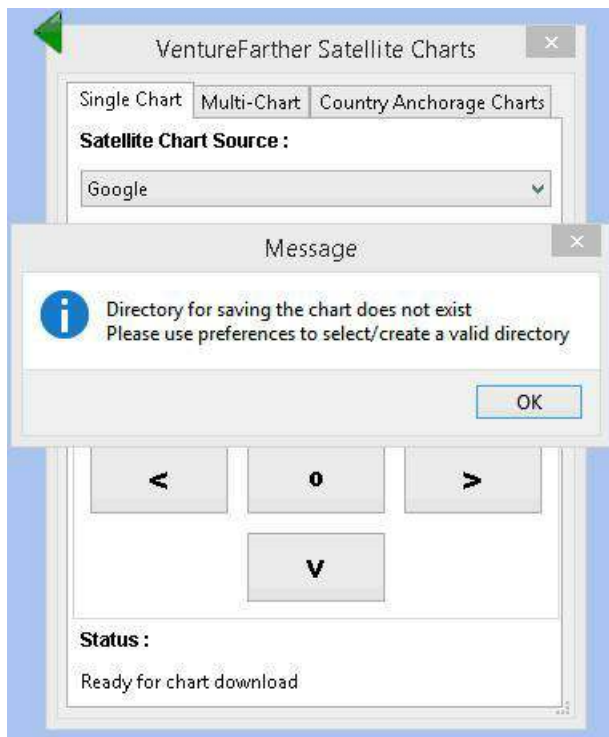 VentureFarther Satellite Charts
Single Chart Multi-Chart Country Anchorage Charts
Satellite Chart Source :
Google
Message
Directory for saving the chart does not exist
Please use preferences to select/create a valid directory
OK
< o >
v
Status :
Ready for chart download